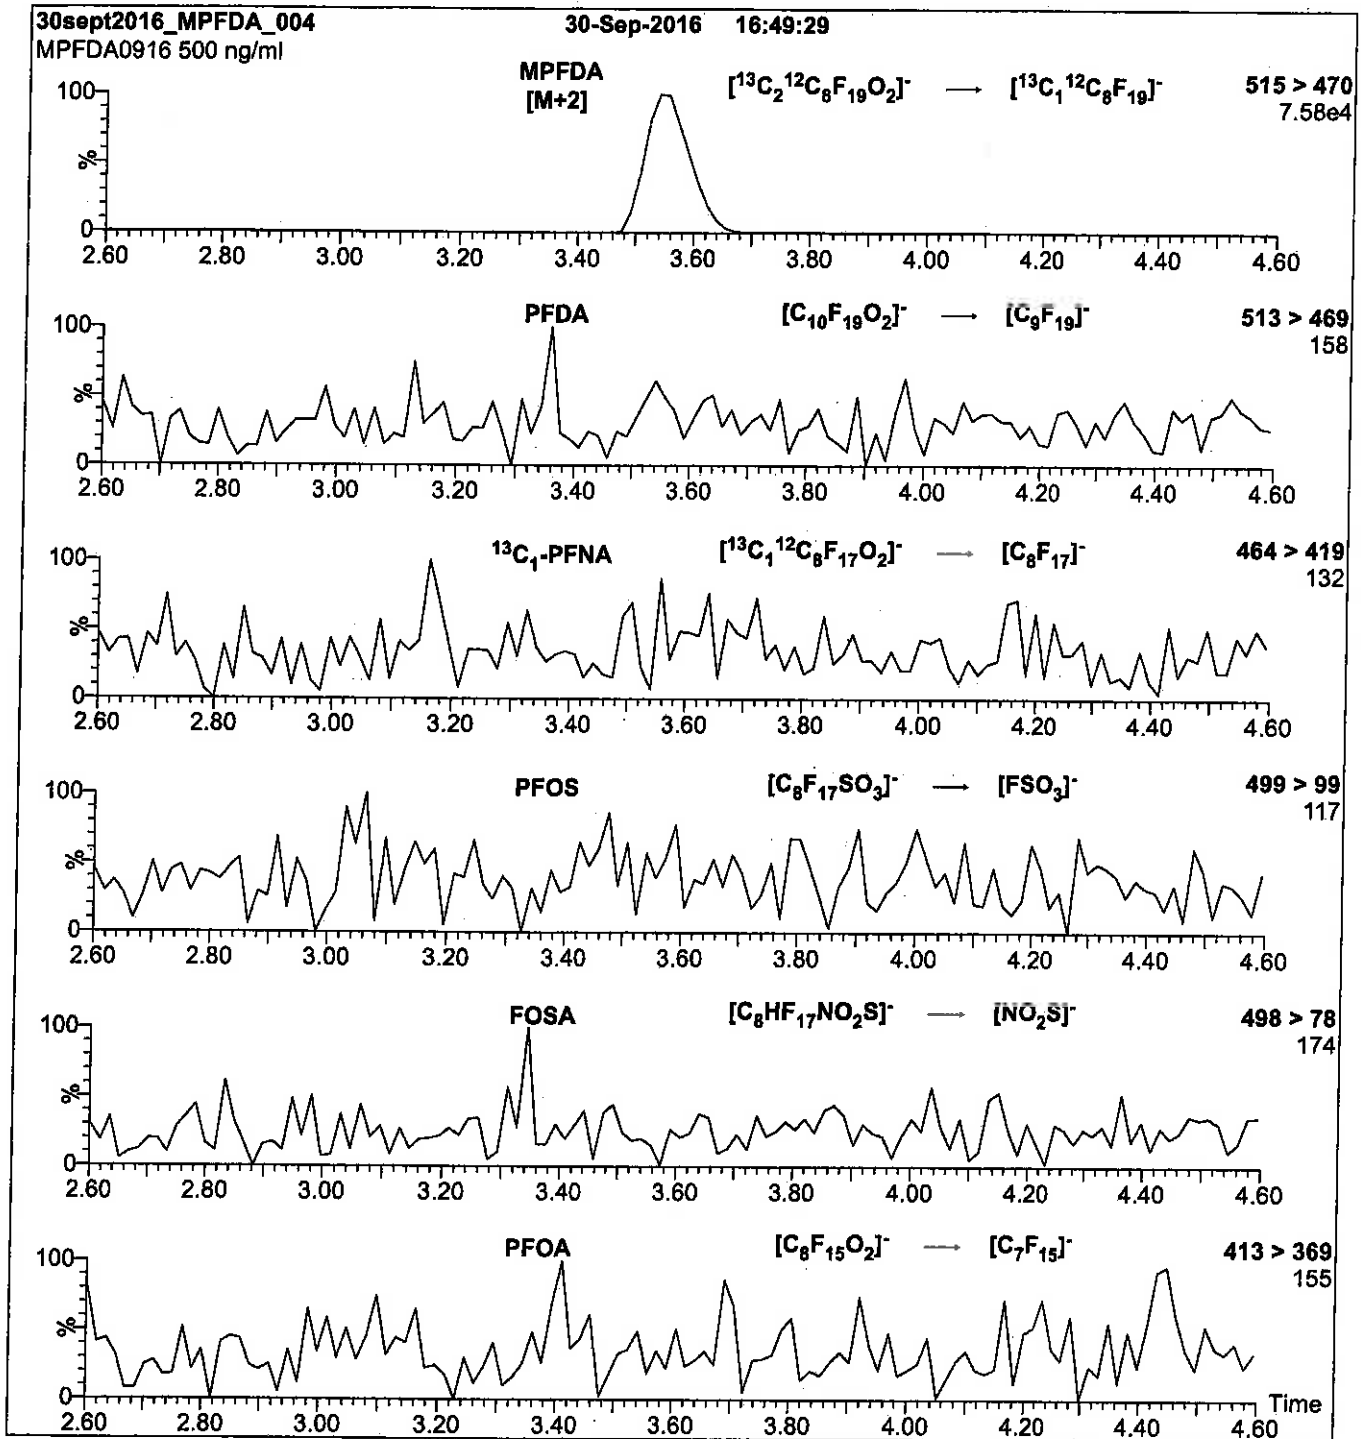 30sept2016_MPFDA_004 30-Sep-2016 16:49:29
MPFDA0916 500 ng/ml
MPFDA [¹³C₂¹²C₈F₁₉O₂]⁻ → [¹³C₁¹²C₈F₁₉]⁻ 515 > 470
[M+2] 7.58e4
100
%
0
2.60 2.80 3.00 3.20 3.40 3.60 3.80 4.00 4.20 4.40 4.60
PFDA [C₁₀F₁₉O₂]⁻ → [C₉F₁₉]⁻ 513 > 469
158
100
%
0
2.60 2.80 3.00 3.20 3.40 3.60 3.80 4.00 4.20 4.40 4.60
¹³C₁-PFNA [¹³C₁¹²C₈F₁₇O₂]⁻ → [C₈F₁₇]⁻ 464 > 419
132
100
%
0
2.60 2.80 3.00 3.20 3.40 3.60 3.80 4.00 4.20 4.40 4.60
PFOS [C₈F₁₇SO₃]⁻ → [FSO₃]⁻ 499 > 99
117
100
%
0
2.60 2.80 3.00 3.20 3.40 3.60 3.80 4.00 4.20 4.40 4.60
FOSA [C₈HF₁₇NO₂S]⁻ → [NO₂S]⁻ 498 > 78
174
100
%
0
2.60 2.80 3.00 3.20 3.40 3.60 3.80 4.00 4.20 4.40 4.60
PFOA [C₈F₁₅O₂]⁻ → [C₇F₁₅]⁻ 413 > 369
155
100
%
0
Time
2.60 2.80 3.00 3.20 3.40 3.60 3.80 4.00 4.20 4.40 4.60